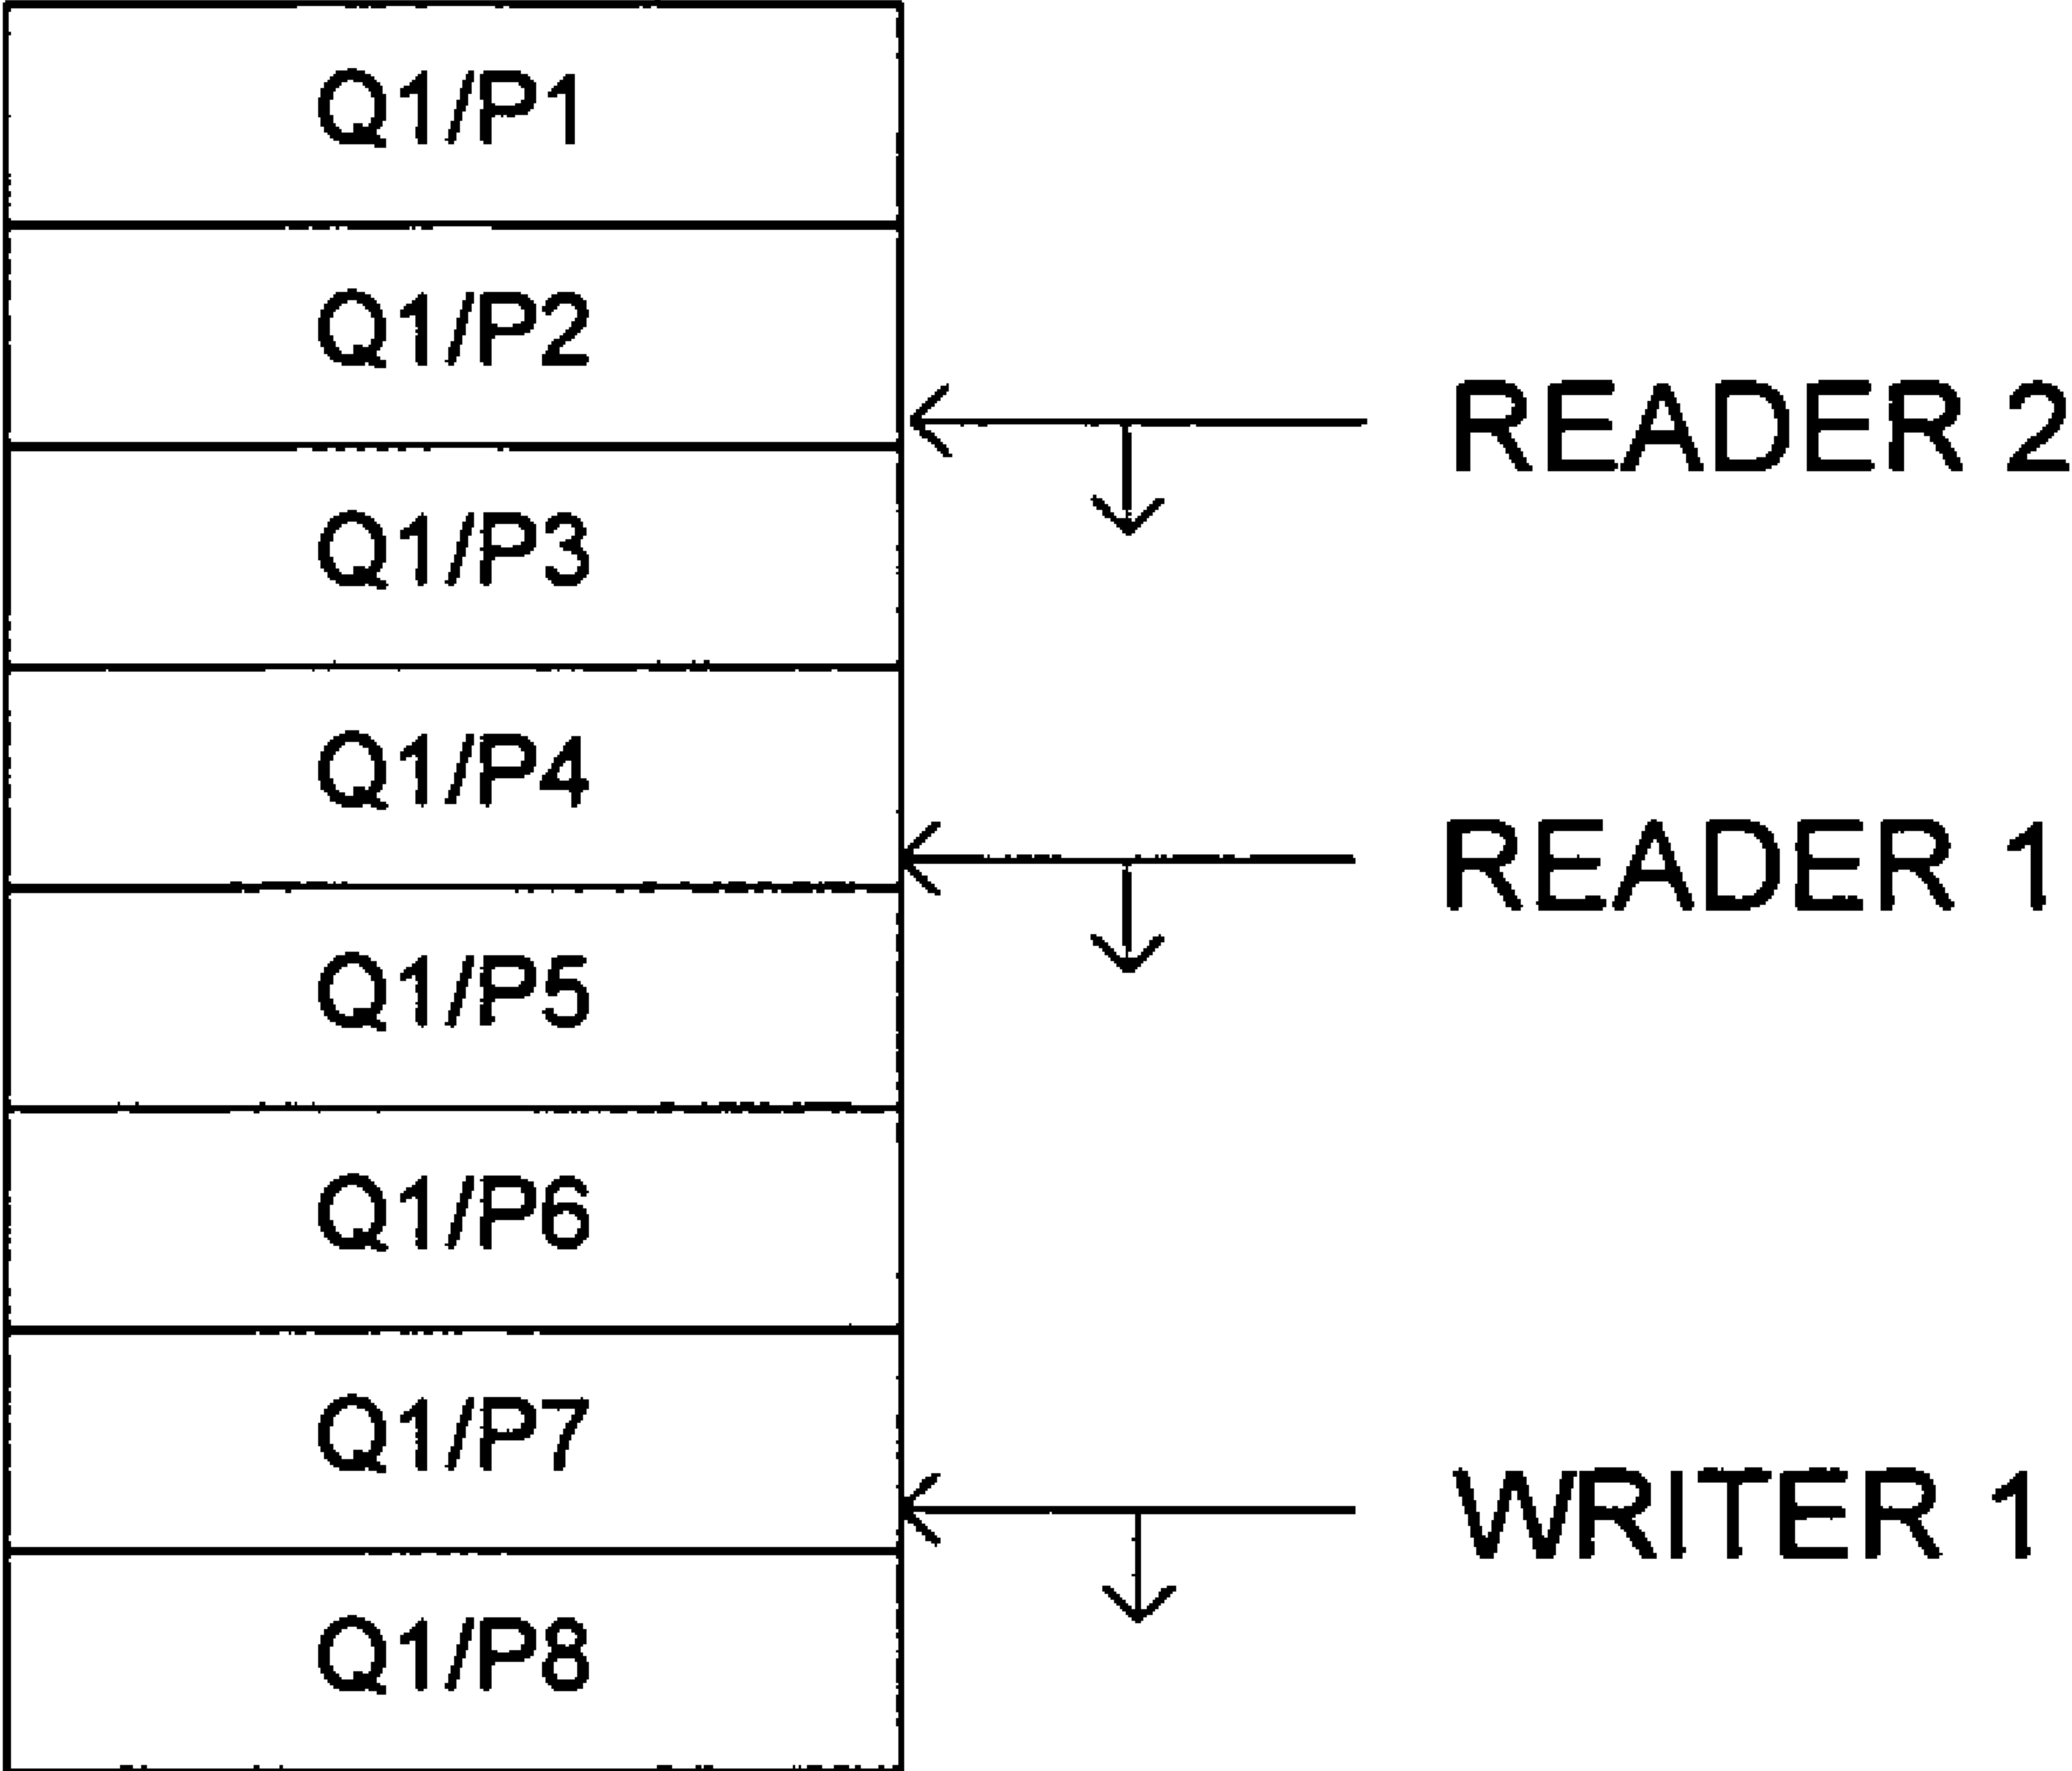 Q1/P1
Q1/P2
READER 2
Q1/P3
Q1/P4
READER 1
Q1/P5
Q1/P6
Q1/P7
WRITER 1
Q1/P8